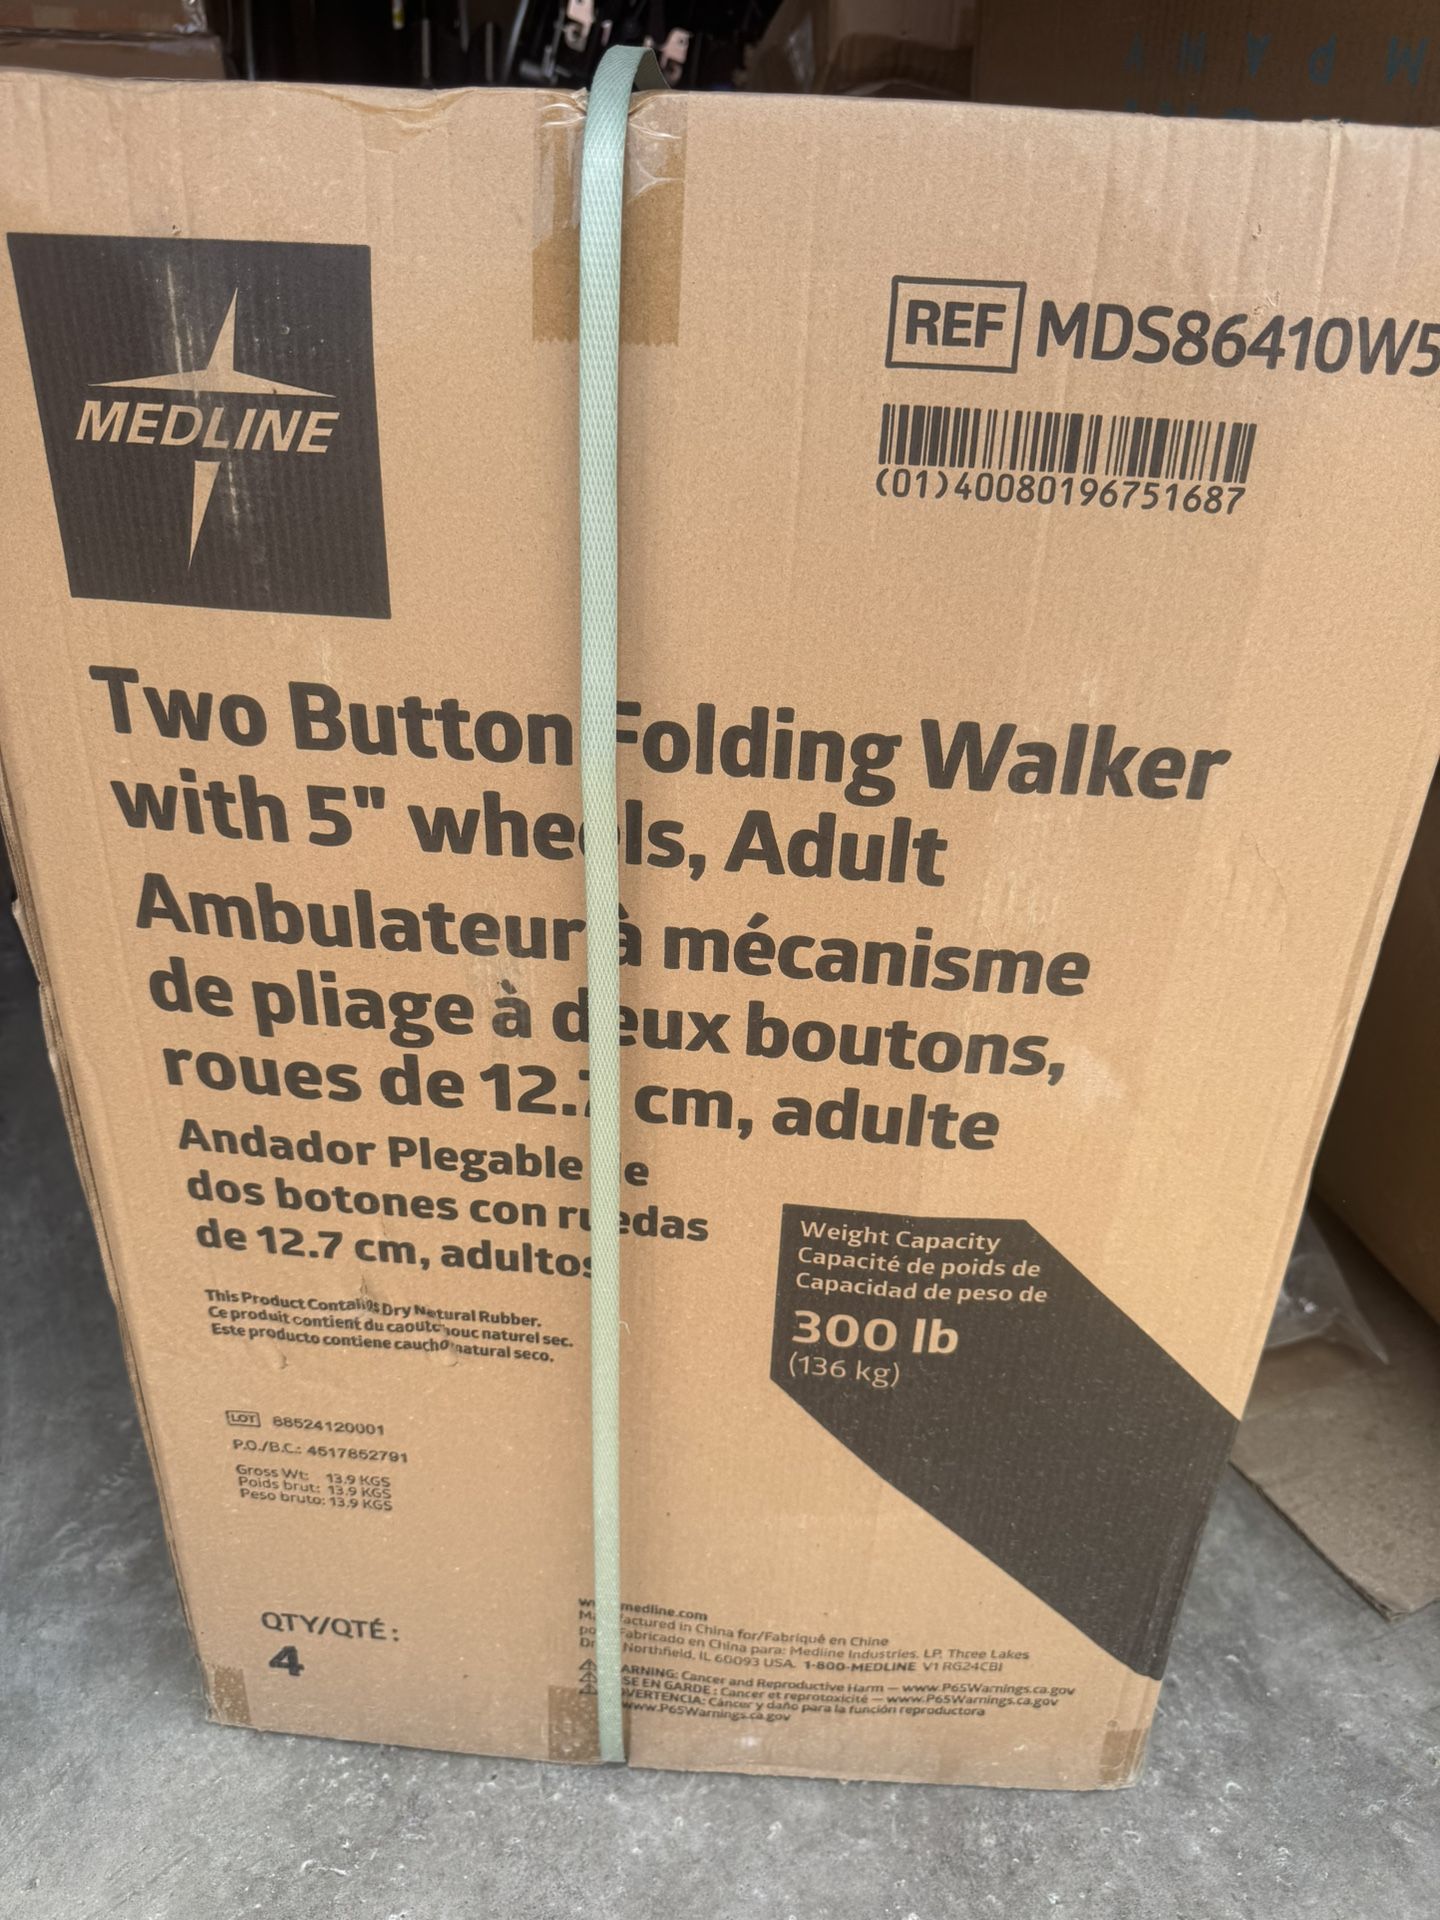 MEDLINE
REF MDS86410W5
(01)40080196751687
Two Button Folding Walker
with 5" wheels, Adult
Ambulateur à mécanisme
de pliage à deux boutons,
roues de 12.7 cm, adulte
Andador Plegable de
dos botones con ruedas
de 12.7 cm, adultos
Weight Capacity
Capacité de poids de
Capacidad de peso de
300 lb
(136 kg)
This Product Contains Dry Natural Rubber.
Ce produit contient du caoutchouc naturel sec.
Este producto contiene caucho natural seco.
LOT 88524120001
P.O./B.C.: 4517852791
Gross Wt: 13.9 KGS
Poids brut: 13.9 KGS
Peso bruto: 13.9 KGS
QTY/QTÉ:
4
www.medline.com
Manufactured in China for/Fabriqué en Chine
Fabricado en China para: Medline Industries, LP, Three Lakes
Northfield, IL 60093 USA. 1-800-MEDLINE V1 RG24CBI
WARNING: Cancer and Reproductive Harm — www.P65Warnings.ca.gov
MISE EN GARDE : Cancer et reprotoxicité — www.P65Warnings.ca.gov
ADVERTENCIA: Cáncer y daño para la función reproductora
www.P65Warnings.ca.gov